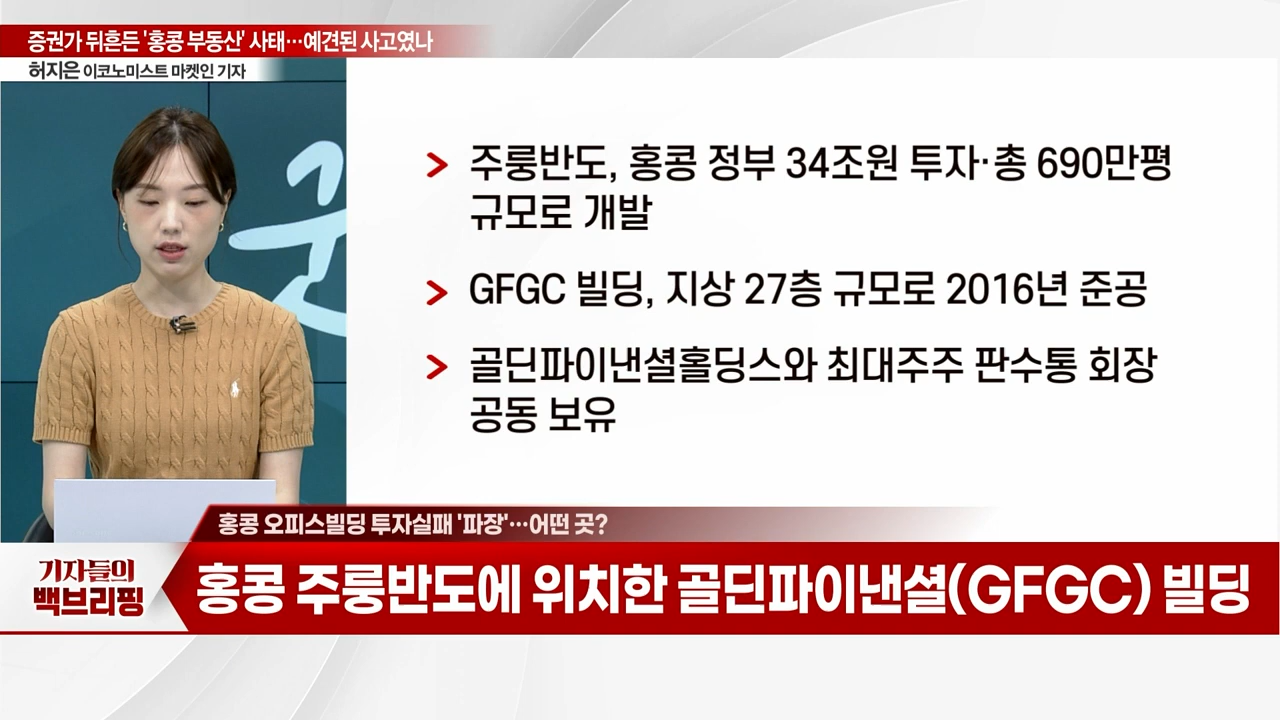 증권가 뒤흔든 '홍콩 부동산' 사태…예견된 사고였나
허지은 이코노미스트 마켓인 기자
주룽반도, 홍콩 정부 34조원 투자·총 690만평
규모로 개발
GFGC 빌딩, 지상 27층 규모로 2016년 준공
골딘파이낸셜홀딩스와 최대주주 판수통 회장
공동 보유
홍콩 오피스빌딩 투자실패 '파장'…어떤 곳?
기자들의
백브리핑
홍콩 주룽반도에 위치한 골딘파이낸셜(GFGC) 빌딩